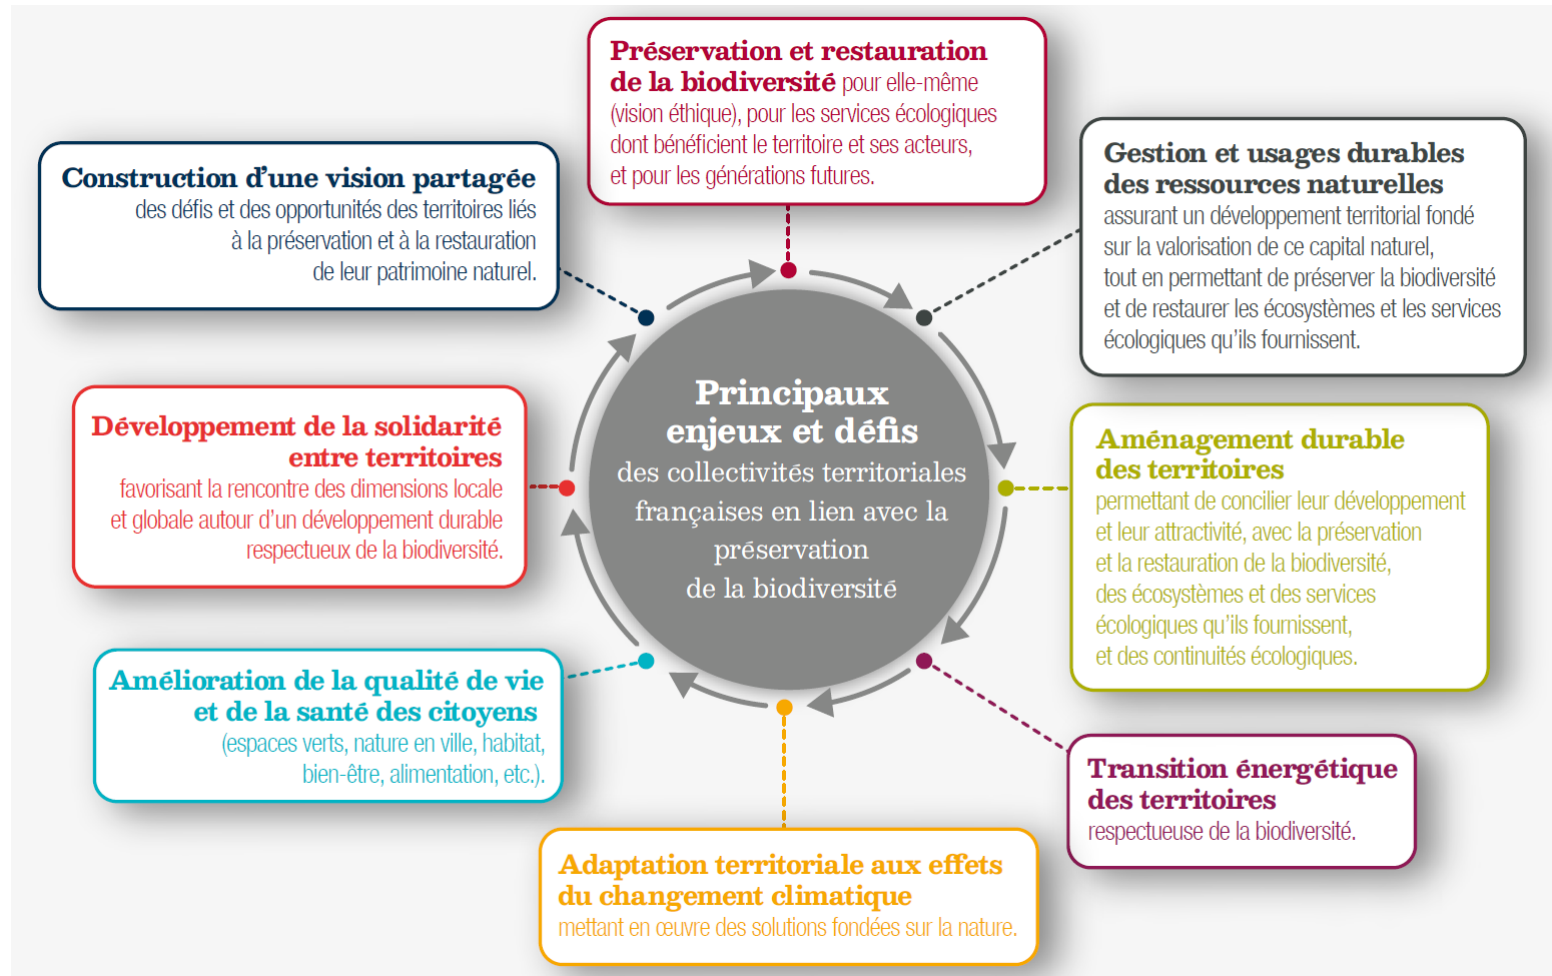 Préservation et restauration
de la biodiversité pour elle-même
(vision éthique), pour les services écologiques
dont bénéficient le territoire et ses acteurs,
et pour les générations futures.
Gestion et usages durables
des ressources naturelles
assurant un développement territorial fondé
sur la valorisation de ce capital naturel,
tout en permettant de préserver la biodiversité
et de restaurer les écosystèmes et les services
écologiques qu'ils fournissent.
Aménagement durable
des territoires
permettant de concilier leur développement
et leur attractivité, avec la préservation
et la restauration de la biodiversité,
des écosystèmes et des services
écologiques qu'ils fournissent,
et des continuités écologiques.
Transition énergétique
des territoires
respectueuse de la biodiversité.
Adaptation territoriale aux effets
du changement climatique
mettant en œuvre des solutions fondées sur la nature.
Amélioration de la qualité de vie
et de la santé des citoyens
(espaces verts, nature en ville, habitat,
bien-être, alimentation, etc.).
Développement de la solidarité
entre territoires
favorisant la rencontre des dimensions locale
et globale autour d'un développement durable
respectueux de la biodiversité.
Construction d'une vision partagée
des défis et des opportunités des territoires liés
à la préservation et à la restauration
de leur patrimoine naturel.
Principaux
enjeux et défis
des collectivités territoriales
françaises en lien avec la
préservation
de la biodiversité